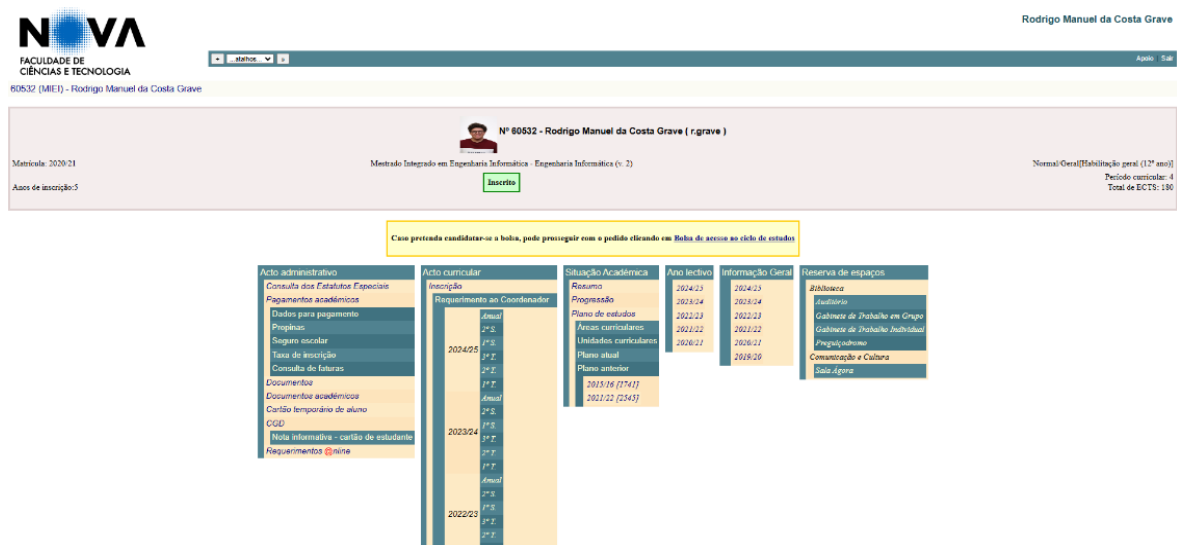 NOVA
FACULDADE DE
CIÊNCIAS E TECNOLOGIA
Rodrigo Manuel da Costa Grave
+ ...atalhos... »
Apoio | Sair
60532 (MIEI) - Rodrigo Manuel da Costa Grave
Nº 60532 - Rodrigo Manuel da Costa Grave ( r.grave )
Matrícula: 2020/21
Mestrado Integrado em Engenharia Informática - Engenharia Informática (v. 2)
Normal/Geral[Habilitação geral (12º ano)]
Anos de inscrição:5
Inscrito
Período curricular: 4
Total de ECTS: 180
Caso pretenda candidatar-se a bolsa, pode prosseguir com o pedido clicando em Bolsa de acesso ao ciclo de estudos
Acto administrativo
Consulta dos Estatutos Especiais
Pagamentos académicos
Dados para pagamento
Propinas
Seguro escolar
Taxa de inscrição
Consulta de faturas
Documentos
Documentos académicos
Cartão temporário de aluno
CGD
Nota informativa - cartão de estudante
Requerimentos @nline
Acto curricular
Inscrição
Requerimento ao Coordenador
2024/25
Anual
2º S.
1º S.
3º T.
2º T.
1º T.
2023/24
Anual
2º S.
1º S.
3º T.
2º T.
1º T.
2022/23
Anual
2º S.
1º S.
3º T.
2º T.
Situação Académica
Resumo
Progressão
Plano de estudos
Áreas curriculares
Unidades curriculares
Plano atual
Plano anterior
2015/16 [2741]
2021/22 [2545]
Ano lectivo
2024/25
2023/24
2022/23
2021/22
2020/21
Informação Geral
2024/25
2023/24
2022/23
2021/22
2020/21
2019/20
Reserva de espaços
Biblioteca
Auditório
Gabinete de Trabalho em Grupo
Gabinete de Trabalho Individual
Preguiçodromo
Comunicação e Cultura
Sala Ágora